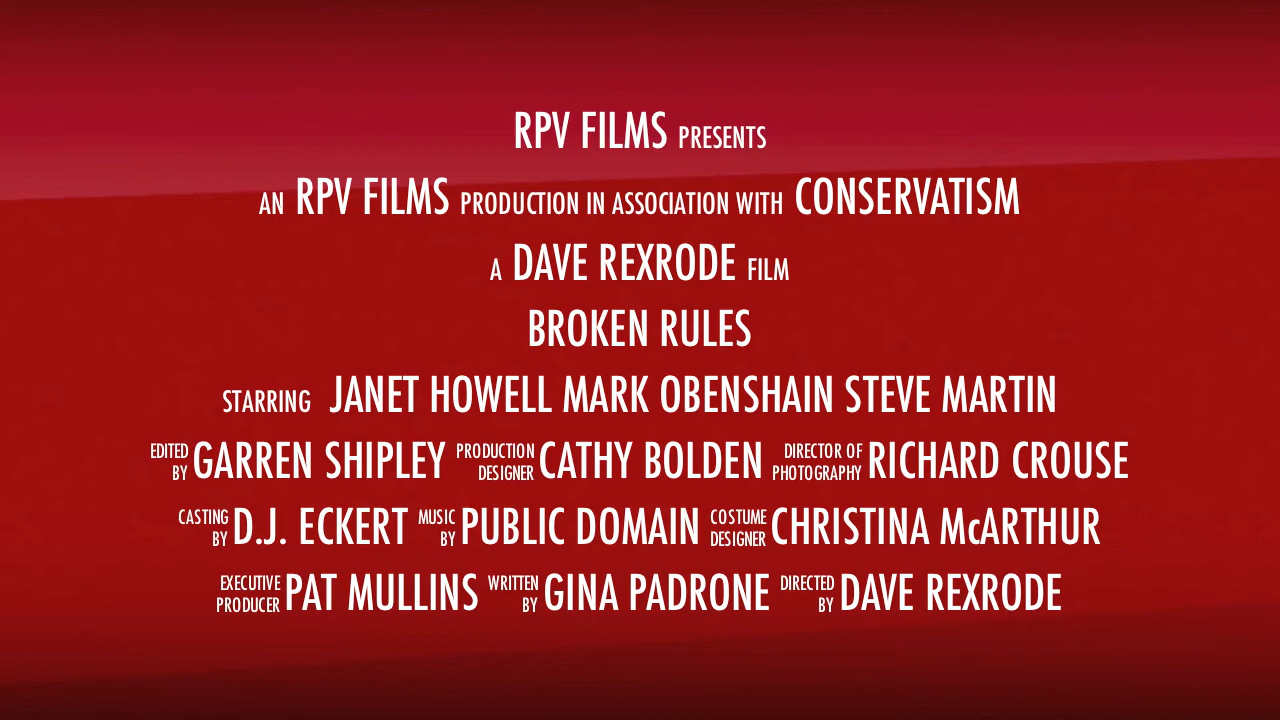 RPV FILMS PRESENTS
AN RPV FILMS PRODUCTION IN ASSOCIATION WITH CONSERVATISM
A DAVE REXRODE FILM
BROKEN RULES
STARRING JANET HOWELL MARK OBENSHAIN STEVE MARTIN
EDITED BY GARREN SHIPLEY PRODUCTION DESIGNER CATHY BOLDEN DIRECTOR OF PHOTOGRAPHY RICHARD CROUSE
CASTING BY D.J. ECKERT MUSIC BY PUBLIC DOMAIN COSTUME DESIGNER CHRISTINA McARTHUR
EXECUTIVE PRODUCER PAT MULLINS WRITTEN BY GINA PADRONE DIRECTED BY DAVE REXRODE